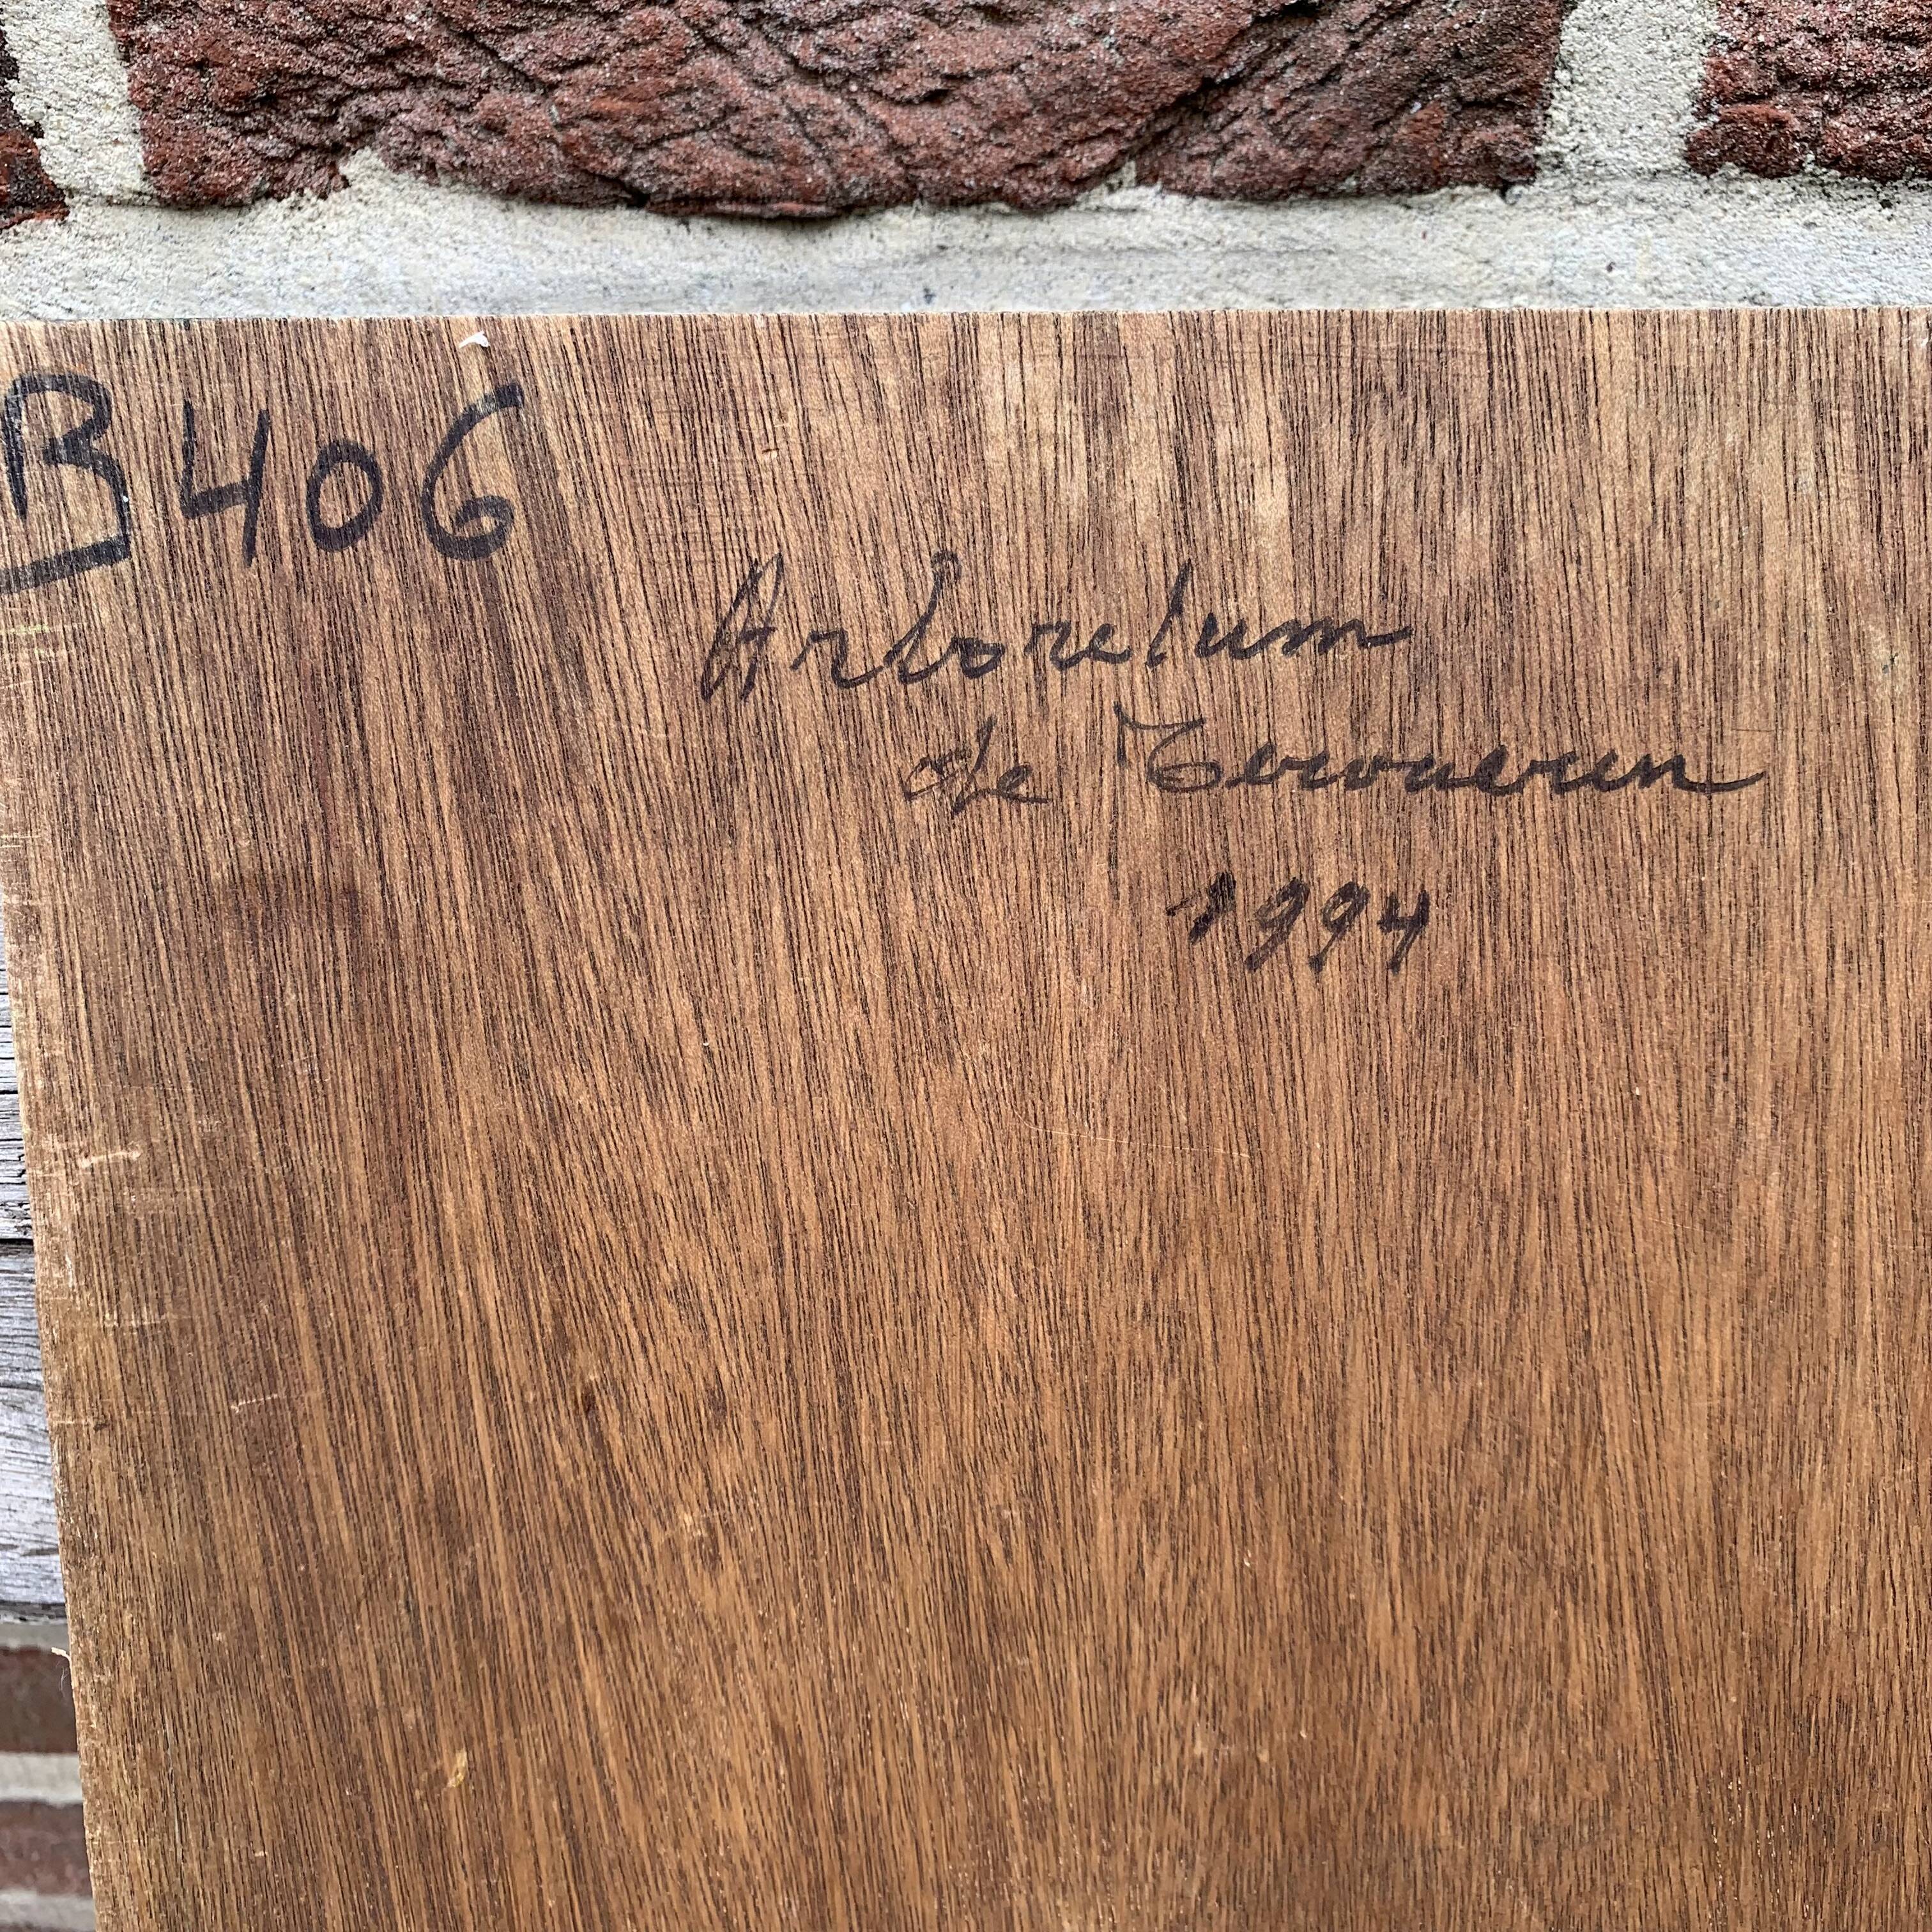 B406
Arboretum
de Tervueren
1994